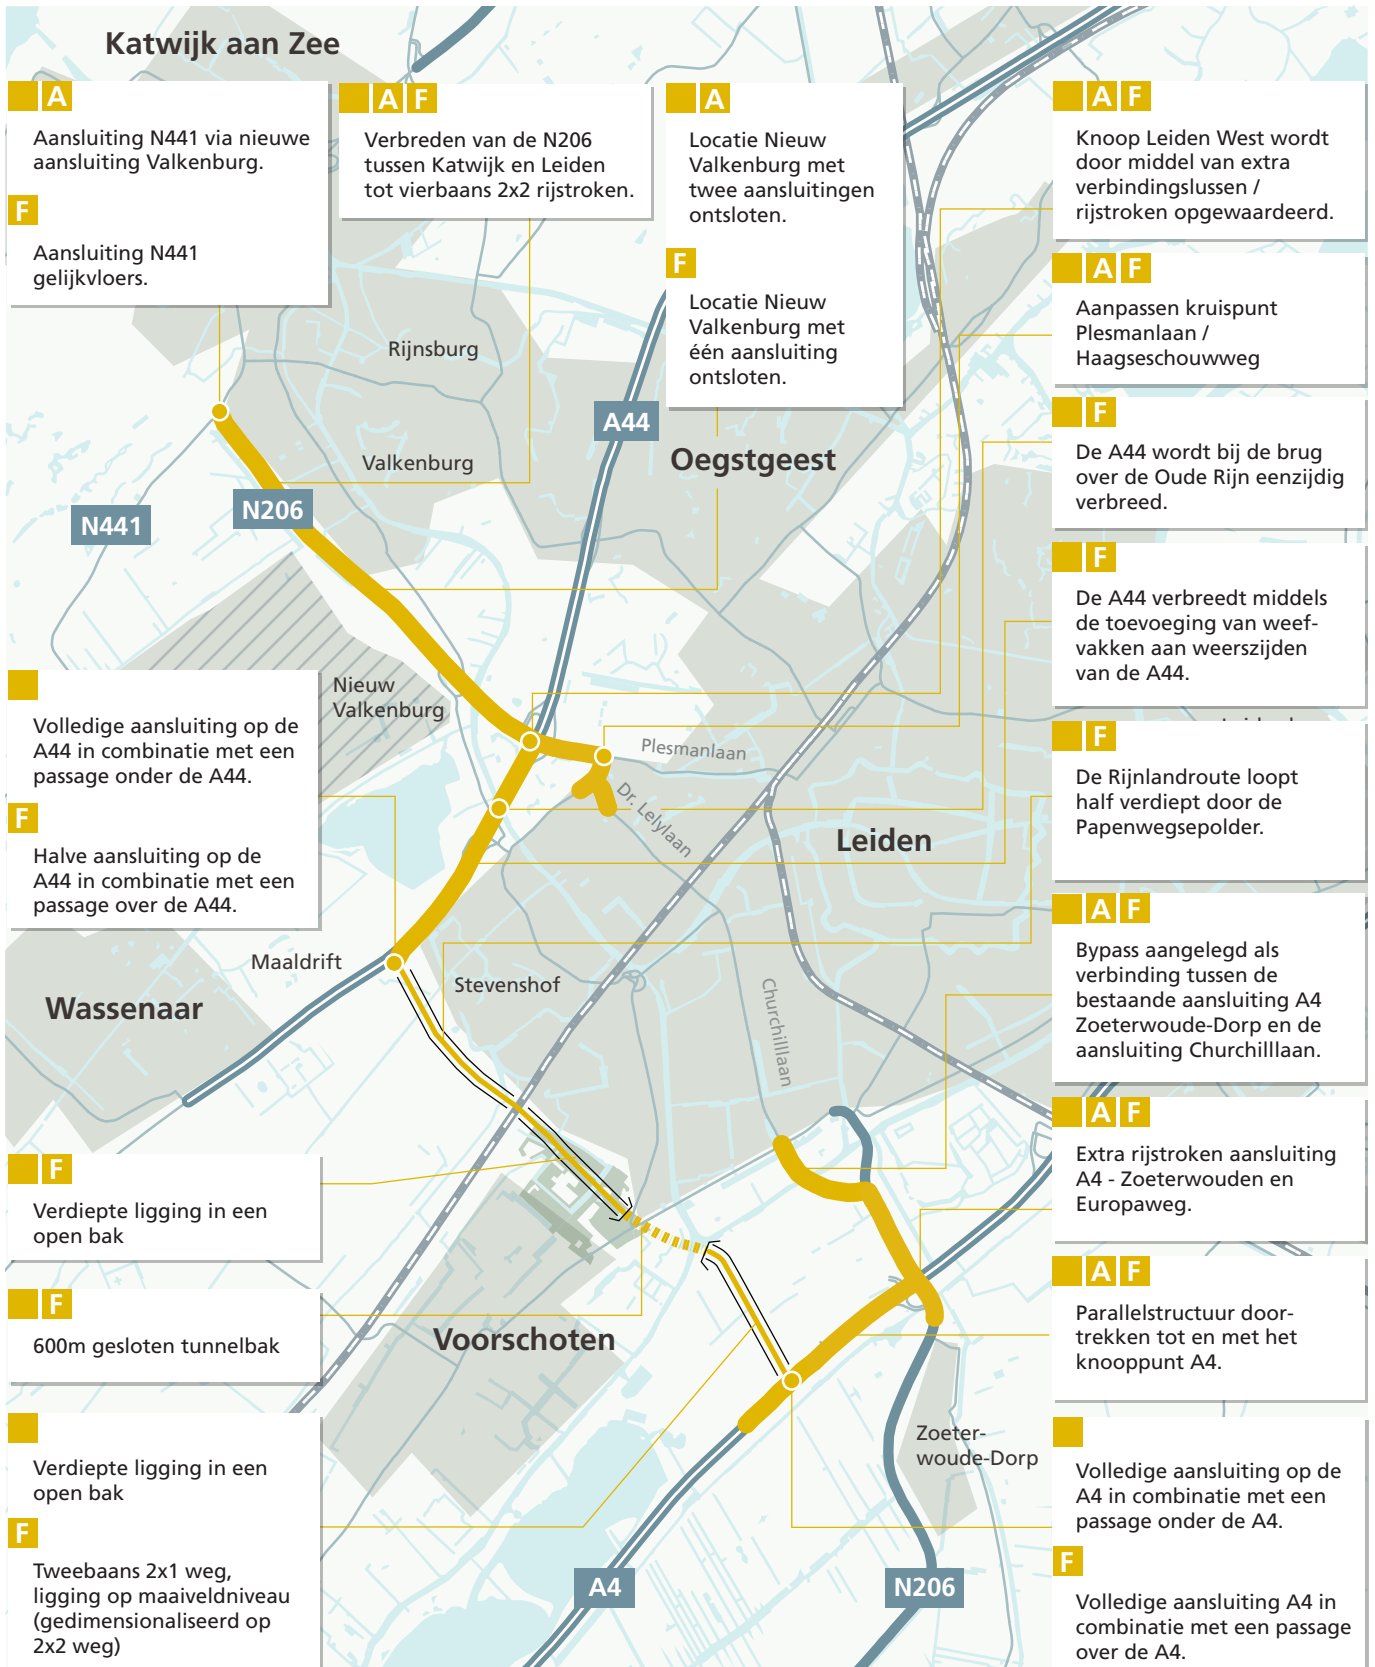 Katwijk aan Zee
A
Aansluiting N441 via nieuwe
aansluiting Valkenburg.
F
Aansluiting N441
gelijkvloers.
A F
Verbreden van de N206
tussen Katwijk en Leiden
tot vierbaans 2x2 rijstroken.
A
Locatie Nieuw
Valkenburg met
twee aansluitingen
ontsloten.
F
Locatie Nieuw
Valkenburg met
één aansluiting
ontsloten.
A F
Knoop Leiden West wordt
door middel van extra
verbindingslussen /
rijstroken opgewaardeerd.
A F
Aanpassen kruispunt
Plesmanlaan /
Haagseschouwweg
F
De A44 wordt bij de brug
over de Oude Rijn eenzijdig
verbreed.
F
De A44 verbreedt middels
de toevoeging van weef-
vakken aan weerszijden
van de A44.
F
De Rijnlandroute loopt
half verdiept door de
Papenwegsepolder.
A F
Bypass aangelegd als
verbinding tussen de
bestaande aansluiting A4
Zoeterwoude-Dorp en de
aansluiting Churchilllaan.
A F
Extra rijstroken aansluiting
A4 - Zoeterwouden en
Europaweg.
A F
Parallelstructuur door-
trekken tot en met het
knooppunt A4.
Volledige aansluiting op de
A4 in combinatie met een
passage onder de A4.
F
Volledige aansluiting A4 in
combinatie met een passage
over de A4.
Rijnsburg
A44
Oegstgeest
Valkenburg
N206
N441
Nieuw
Valkenburg
Volledige aansluiting op de
A44 in combinatie met een
passage onder de A44.
F
Halve aansluiting op de
A44 in combinatie met een
passage over de A44.
Plesmanlaan
Dr. Lelylaan
Leiden
Maaldrift
Wassenaar
Stevenshof
Churchilllaan
F
Verdiepte ligging in een
open bak
F
600m gesloten tunnelbak
Voorschoten
Verdiepte ligging in een
open bak
F
Tweebaans 2x1 weg,
ligging op maaiveldniveau
(gedimensionaliseerd op
2x2 weg)
Zoeter-
woude-Dorp
A4
N206